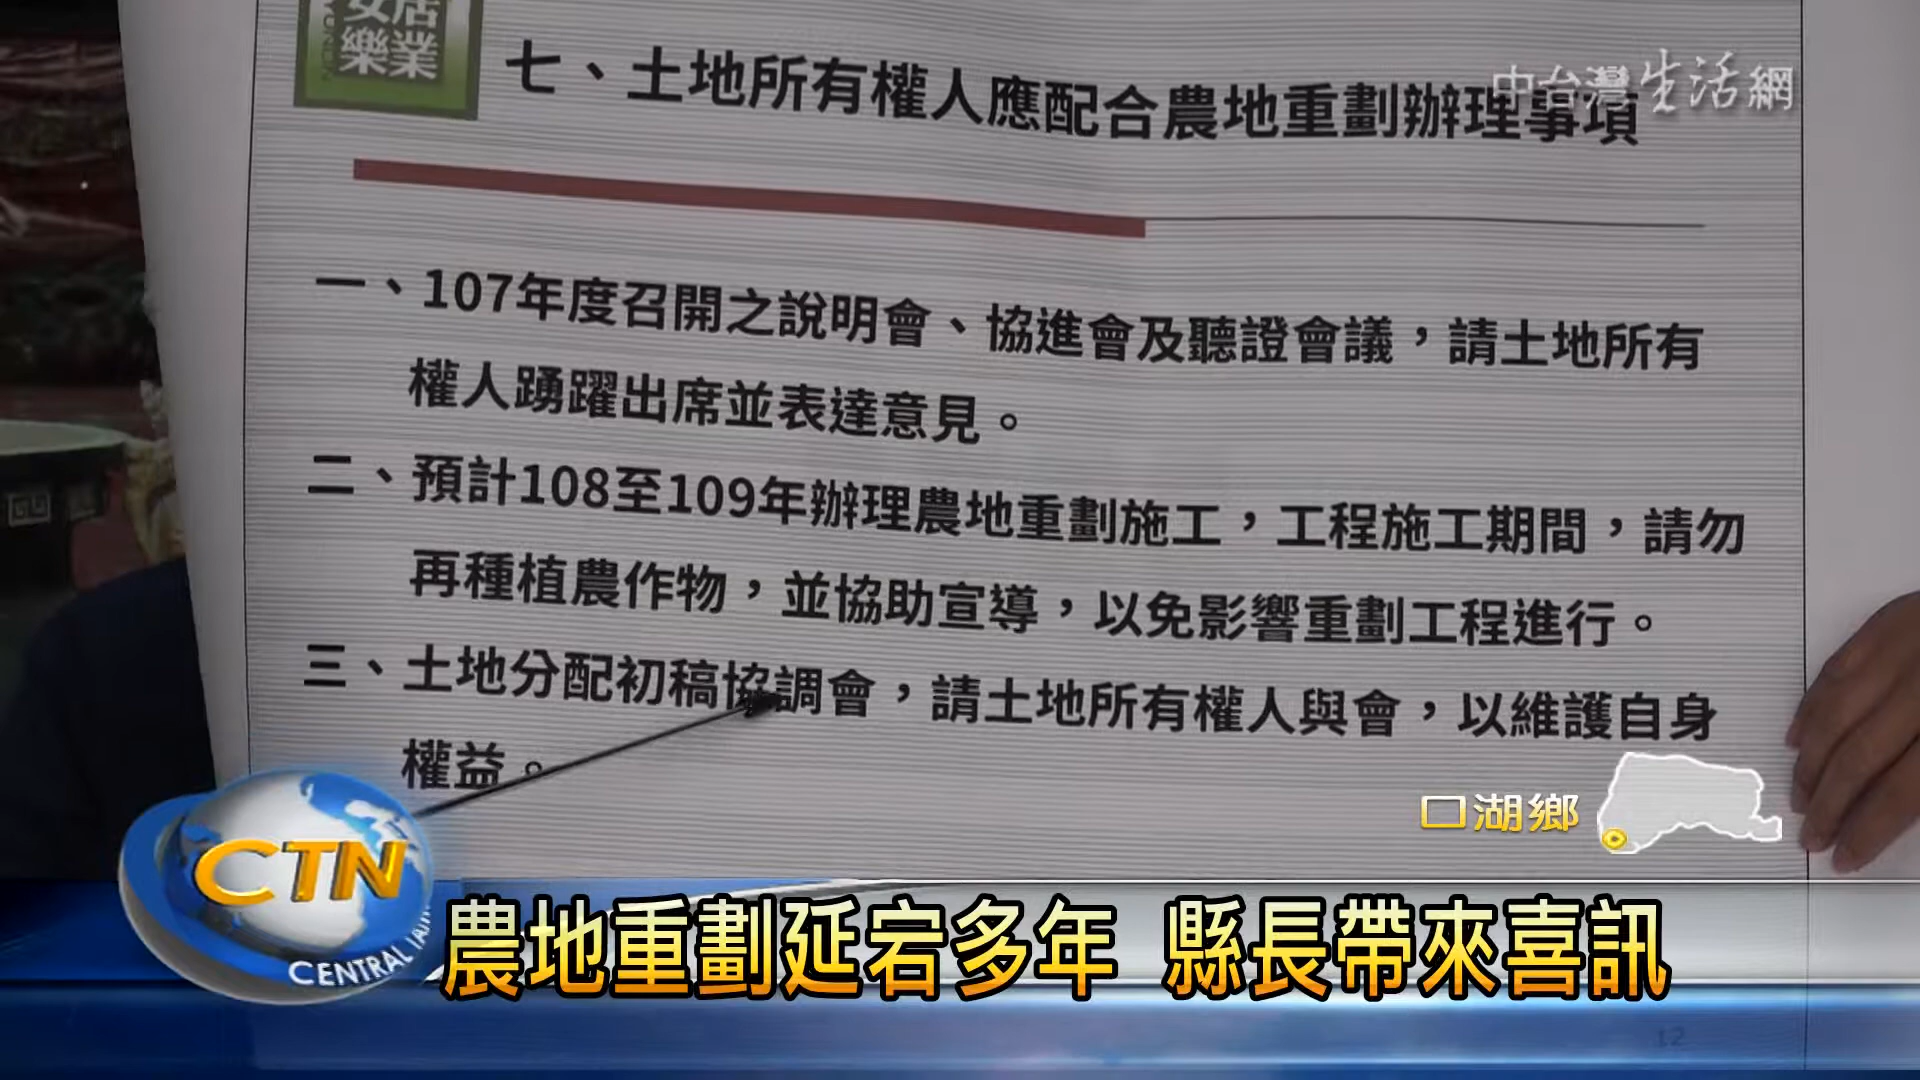 安居
樂業
七、土地所有權人應配合農地重劃辦理事項
中台灣生活網
一、107年度召開之說明會、協進會及聽證會議，請土地所有
權人踴躍出席並表達意見。
二、預計108至109年辦理農地重劃施工，工程施工期間，請勿
再種植農作物，並協助宣導，以免影響重劃工程進行。
三、土地分配初稿協調會，請土地所有權人與會，以維護自身
權益。
口湖鄉
CTN
CENTRAL
農地重劃延宕多年 縣長帶來喜訊
12